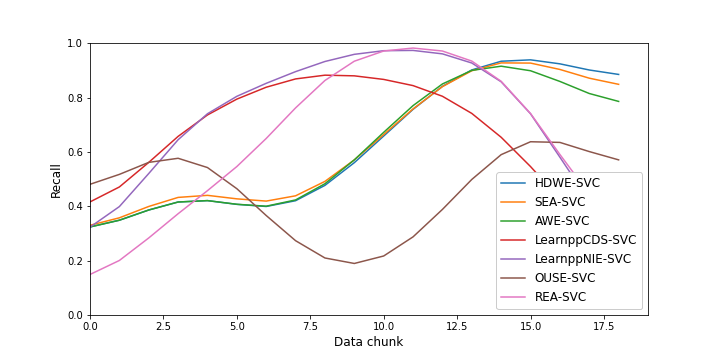 1.0
0.8
0.6
0.4
0.2
0.0
Recall
0.0 2.5 5.0 7.5 10.0 12.5 15.0 17.5
Data chunk
HDWE-SVC
SEA-SVC
AWE-SVC
LearnppCDS-SVC
LearnppNIE-SVC
OUSE-SVC
REA-SVC